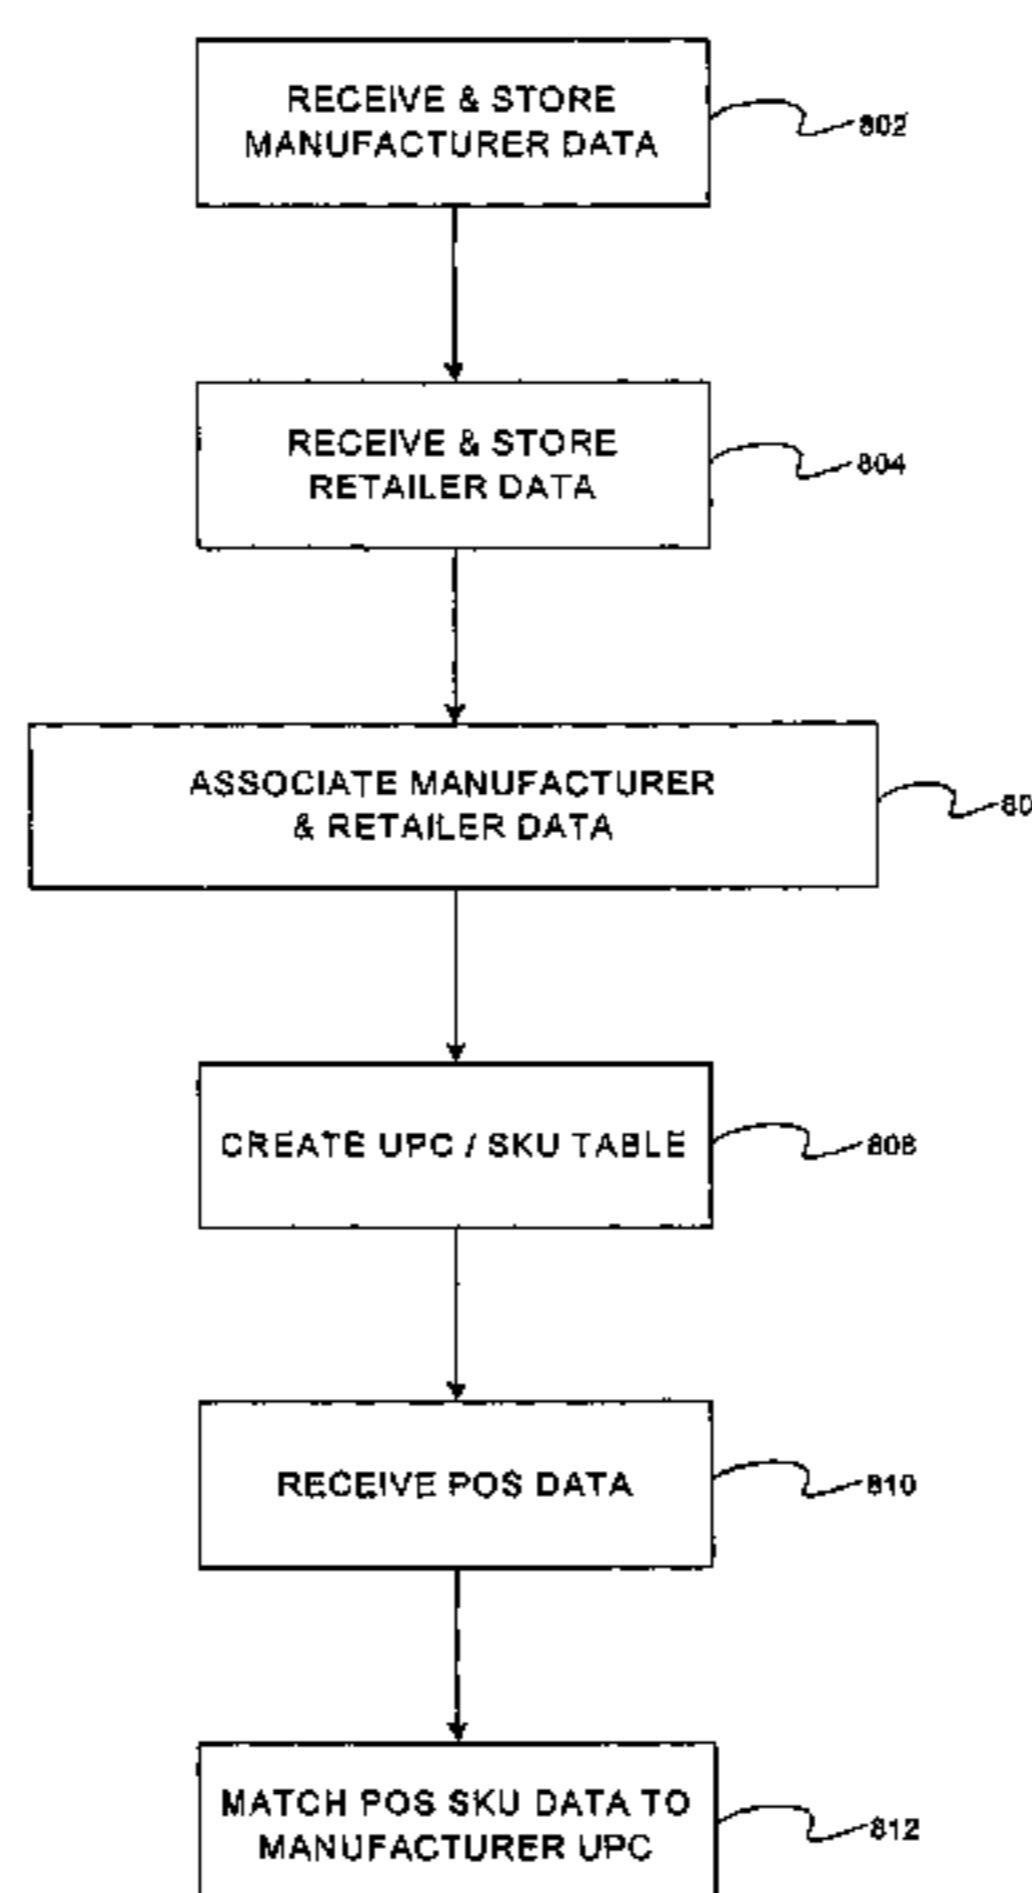 RECEIVE & STORE
MANUFACTURER DATA
802
RECEIVE & STORE
RETAILER DATA
804
ASSOCIATE MANUFACTURER
& RETAILER DATA
80
CREATE UPC / SKU TABLE
808
RECEIVE POS DATA
810
MATCH POS SKU DATA TO
MANUFACTURER UPC
812